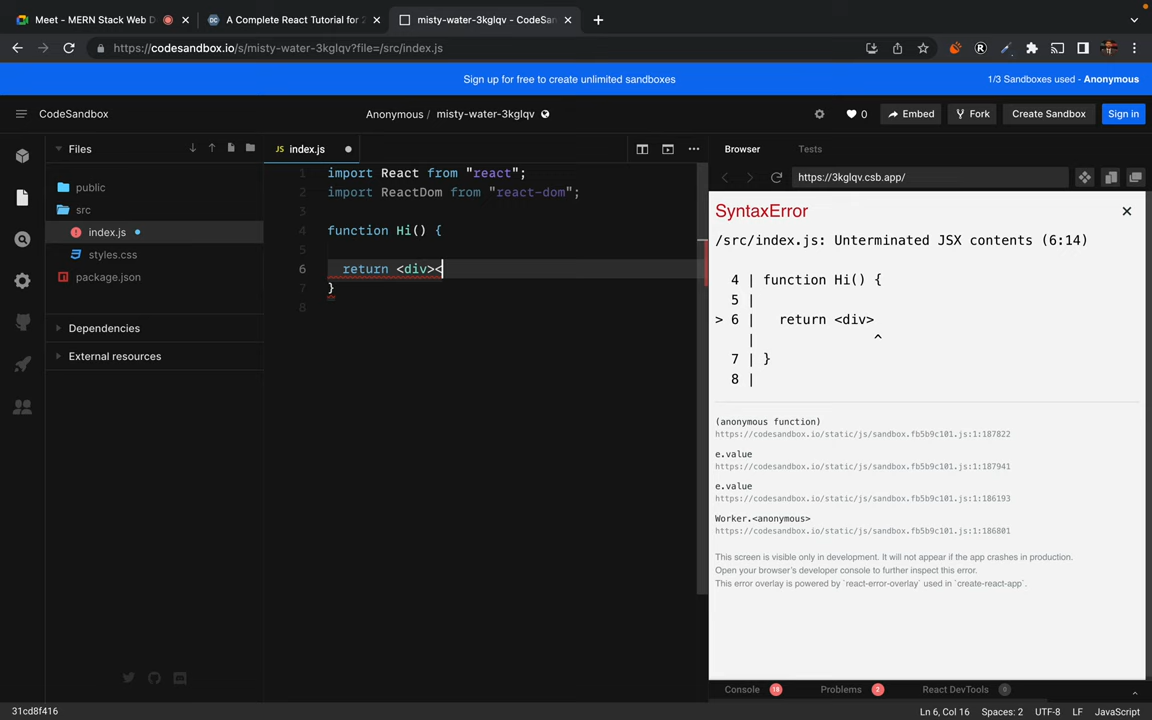 Meet - MERN Stack Web D
A Complete React Tutorial for 2
misty-water-3kglqv - CodeSan
https://codesandbox.io/s/misty-water-3kglqv?file=/src/index.js
Sign up for free to create unlimited sandboxes
1/3 Sandboxes used - Anonymous
CodeSandbox
Anonymous / misty-water-3kglqv
0
Embed
Fork
Create Sandbox
Sign in
Files
JS index.js
Browser
Tests
public
src
index.js
styles.css
package.json
Dependencies
External resources
1 import React from "react";
2 import ReactDom from "react-dom";
3
4 function Hi() {
5
6 return <div><
7 }
8
https://3kglqv.csb.app/
SyntaxError
/src/index.js: Unterminated JSX contents (6:14)
4 | function Hi() {
5 |
> 6 | return <div>
| ^
7 | }
8 |
(anonymous function)
https://codesandbox.io/static/js/sandbox.fb5b9c101.js:1:187822
e.value
https://codesandbox.io/static/js/sandbox.fb5b9c101.js:1:187941
e.value
https://codesandbox.io/static/js/sandbox.fb5b9c101.js:1:186193
Worker.<anonymous>
https://codesandbox.io/static/js/sandbox.fb5b9c101.js:1:186801
This screen is visible only in development. It will not appear if the app crashes in production.
Open your browser's developer console to further inspect this error.
This error overlay is powered by `react-error-overlay` used in `create-react-app`.
Console 19
Problems 2
React DevTools 0
31cd8f416
Ln 6, Col 16
Spaces: 2
UTF-8
LF
JavaScript